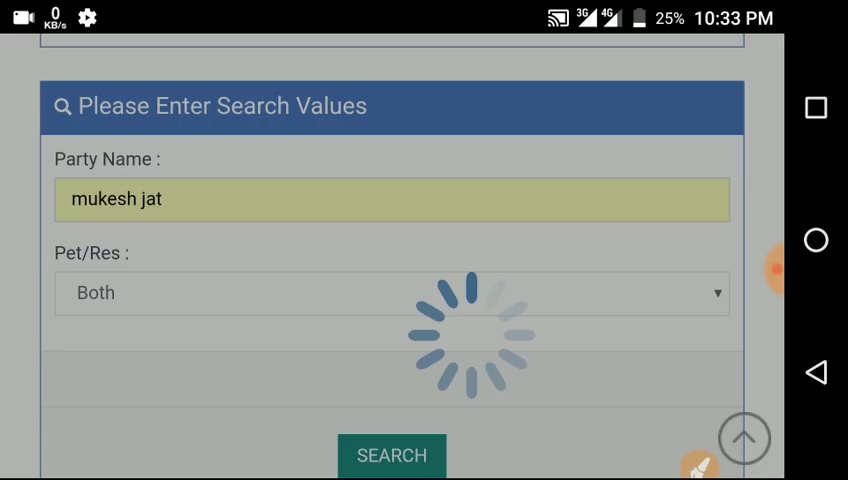 0
KB/s
3G
4G
25%
10:33 PM
Please Enter Search Values
Party Name :
mukesh jat
Pet/Res :
Both
SEARCH